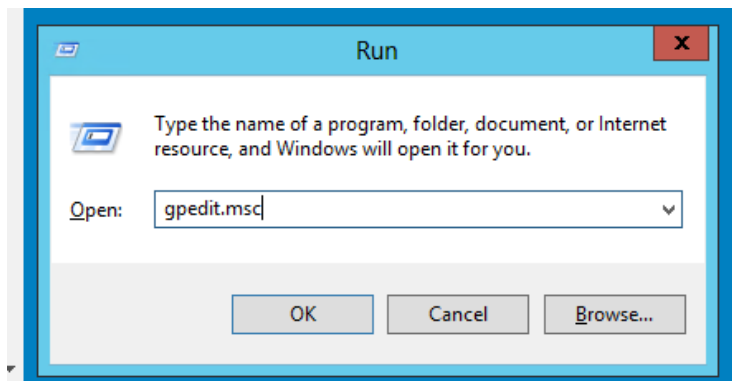 Run
x
Type the name of a program, folder, document, or Internet
resource, and Windows will open it for you.
Open: gpedit.msc
OK Cancel Browse...